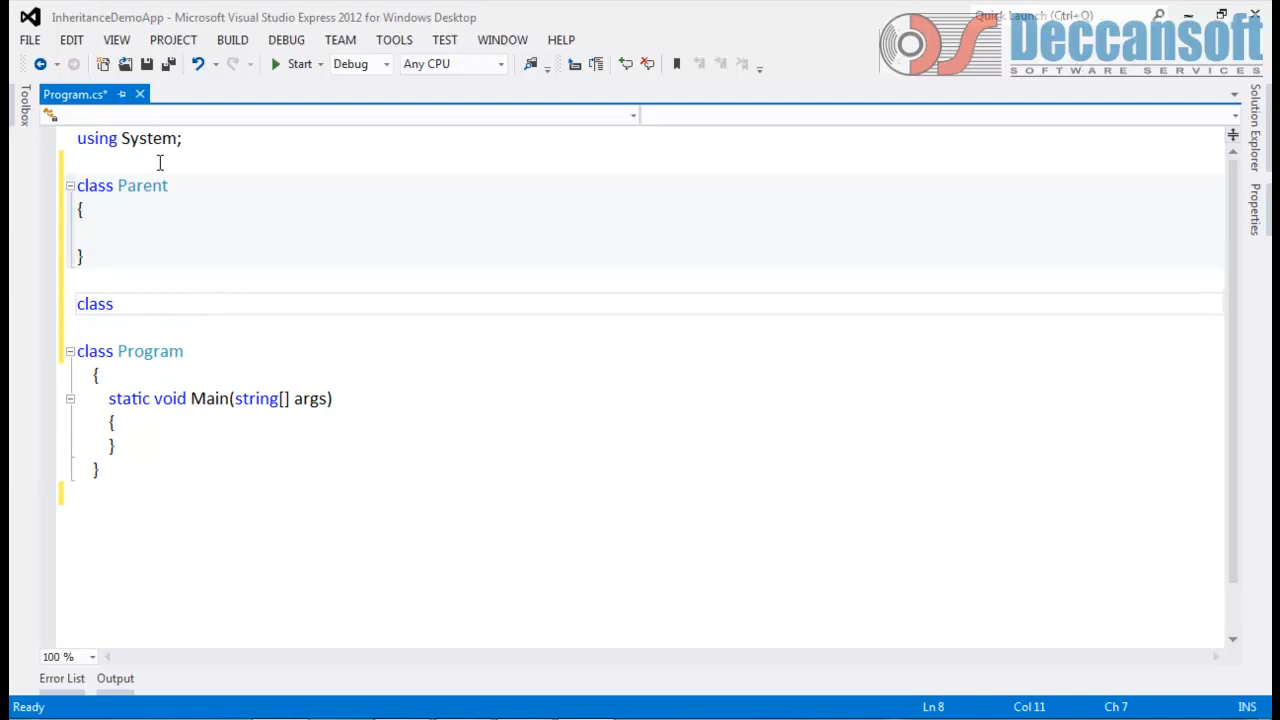 InheritanceDemoApp - Microsoft Visual Studio Express 2012 for Windows Desktop
Quick Launch (Ctrl+Q)
Deccansoft
SOFTWARE SERVICES
FILE EDIT VIEW PROJECT BUILD DEBUG TEAM TOOLS TEST WINDOW HELP
Start Debug Any CPU
Toolbox
Program.cs*
Solution Explorer
Properties
using System;
class Parent
{
}
class
class Program
{
static void Main(string[] args)
{
}
}
100 %
Error List Output
Ready Ln 8 Col 11 Ch 7 INS